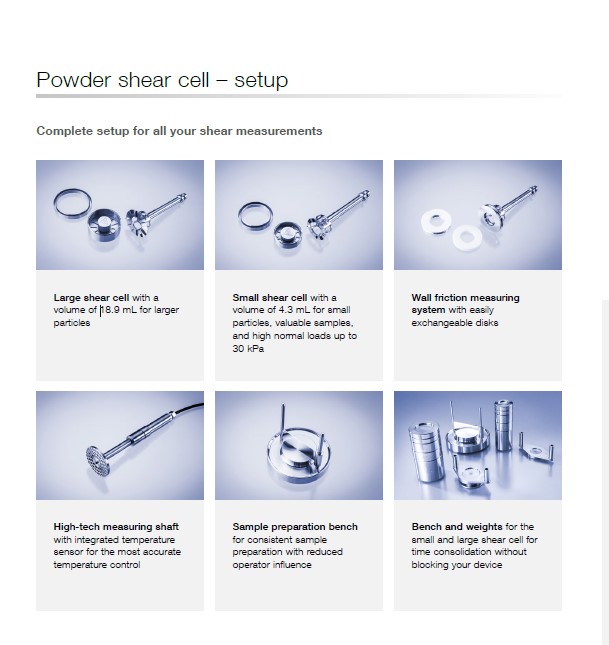 Powder shear cell – setup
Complete setup for all your shear measurements
Large shear cell with a
volume of 18.9 mL for larger
particles
Small shear cell with a
volume of 4.3 mL for small
particles, valuable samples,
and high normal loads up to
30 kPa
Wall friction measuring
system with easily
exchangeable disks
High-tech measuring shaft
with integrated temperature
sensor for the most accurate
temperature control
Sample preparation bench
for consistent sample
preparation with reduced
operator influence
Bench and weights for the
small and large shear cell for
time consolidation without
blocking your device